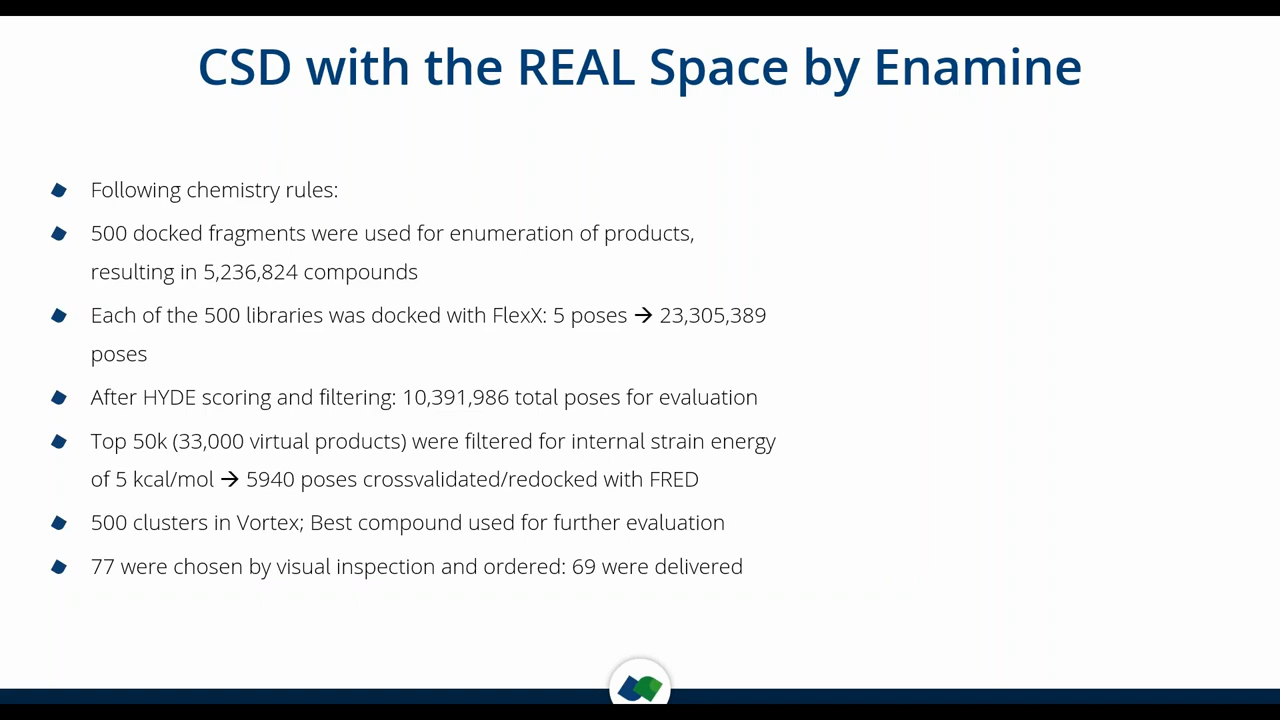 CSD with the REAL Space by Enamine
Following chemistry rules:
500 docked fragments were used for enumeration of products,
resulting in 5,236,824 compounds
Each of the 500 libraries was docked with FlexX: 5 poses → 23,305,389
poses
After HYDE scoring and filtering: 10,391,986 total poses for evaluation
Top 50k (33,000 virtual products) were filtered for internal strain energy
of 5 kcal/mol → 5940 poses crossvalidated/redocked with FRED
500 clusters in Vortex; Best compound used for further evaluation
77 were chosen by visual inspection and ordered: 69 were delivered